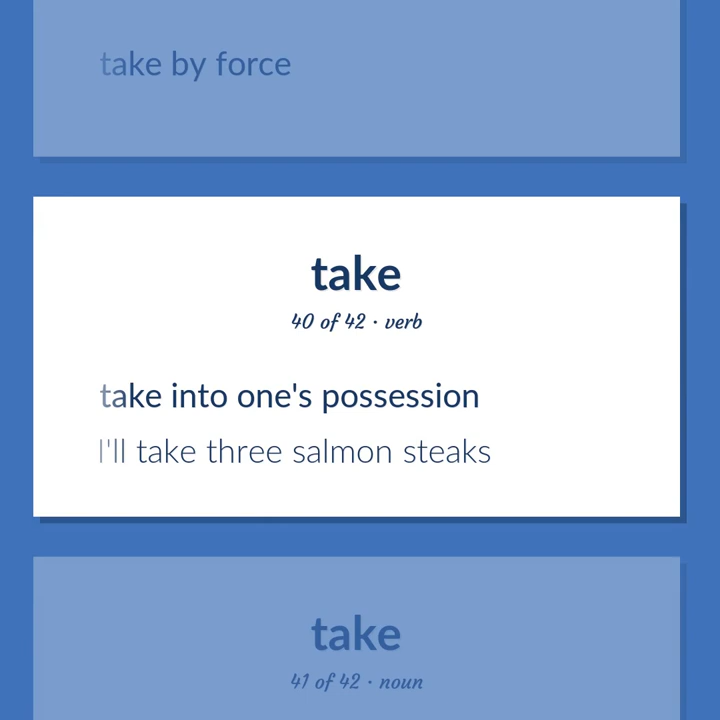 take by force
take
40 of 42 · verb
take into one's possession
I'll take three salmon steaks
take
41 of 42 · noun